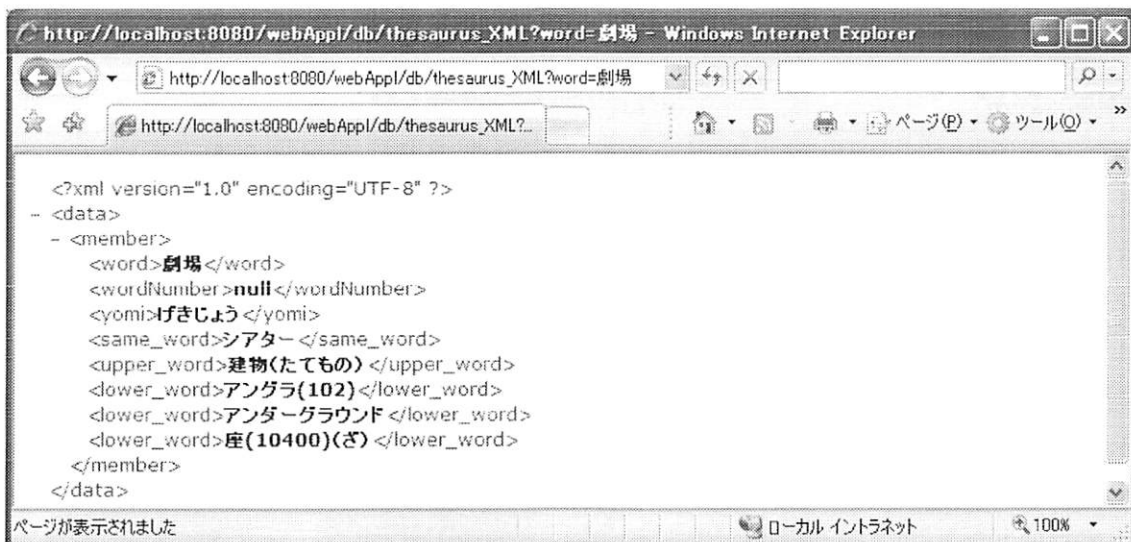 http://localhost:8080/webAppl/db/thesaurus_XML?word=劇場 - Windows Internet Explorer
http://localhost:8080/webAppl/db/thesaurus_XML?word=劇場
http://localhost:8080/webAppl/db/thesaurus_XML?... ページ(P) ツール(O) »
<?xml version="1.0" encoding="UTF-8" ?>
- <data>
- <member>
<word>劇場</word>
<wordNumber>null</wordNumber>
<yomi>げきじょう</yomi>
<same_word>シアター</same_word>
<upper_word>建物(たてもの)</upper_word>
<lower_word>アングラ(102)</lower_word>
<lower_word>アンダーグラウンド</lower_word>
<lower_word>座(10400)(ざ)</lower_word>
</member>
</data>
ページが表示されました ローカル イントラネット 100%